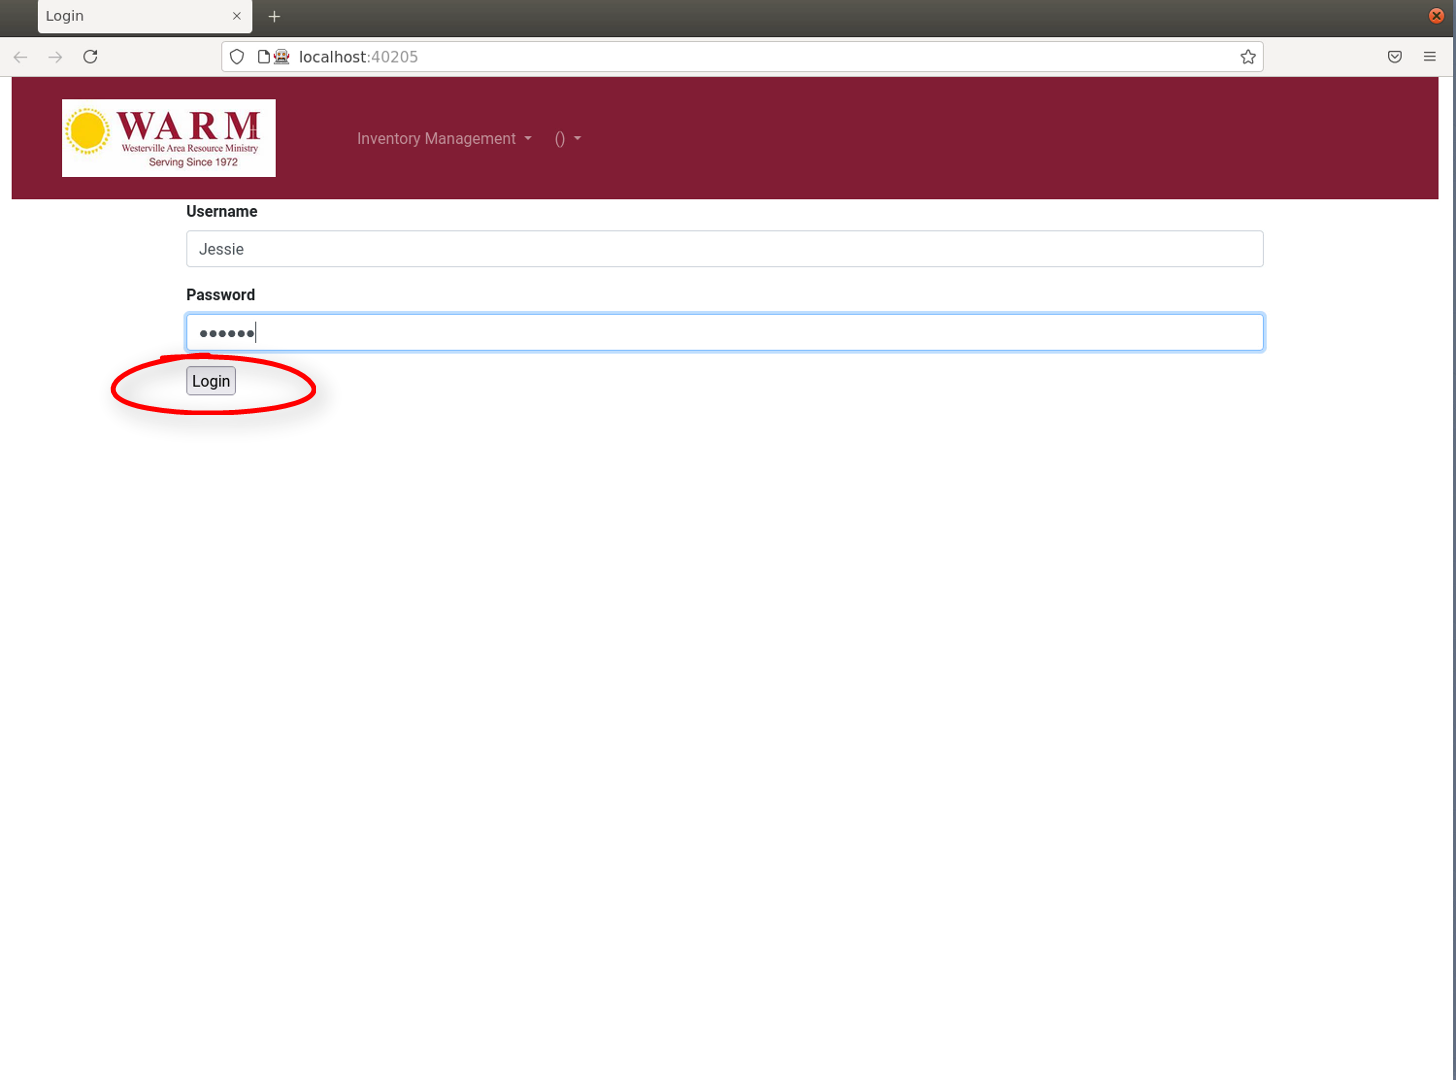 Login
localhost:40205
WARM
Westerville Area Resource Ministry
Serving Since 1972
Inventory Management
()
Username
Jessie
Password
••••••
Login